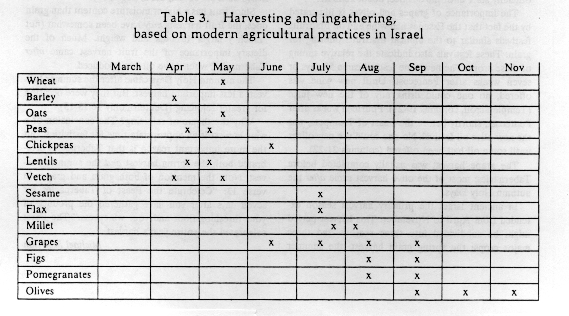 Table 3. Harvesting and ingathering,
based on modern agricultural practices in Israel
March Apr May June July Aug Sep Oct Nov
Wheat x
Barley x
Oats x
Peas x x
Chickpeas x
Lentils x x
Vetch x x
Sesame x
Flax x
Millet x x
Grapes x x x x
Figs x x
Pomegranates x x
Olives x x x